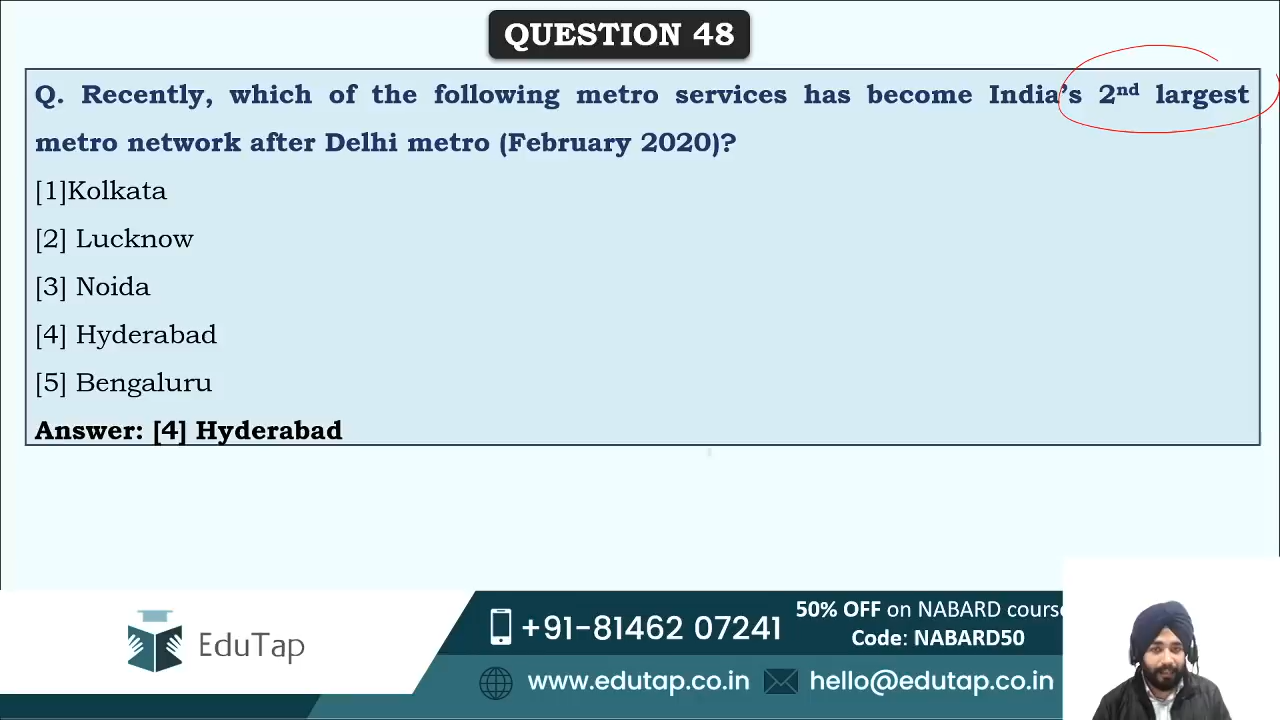 QUESTION 48
Q. Recently, which of the following metro services has become India's 2nd largest
metro network after Delhi metro (February 2020)?
[1]Kolkata
[2] Lucknow
[3] Noida
[4] Hyderabad
[5] Bengaluru
Answer: [4] Hyderabad
EduTap
+91-81462 07241
50% OFF on NABARD course
Code: NABARD50
www.edutap.co.in
hello@edutap.co.in